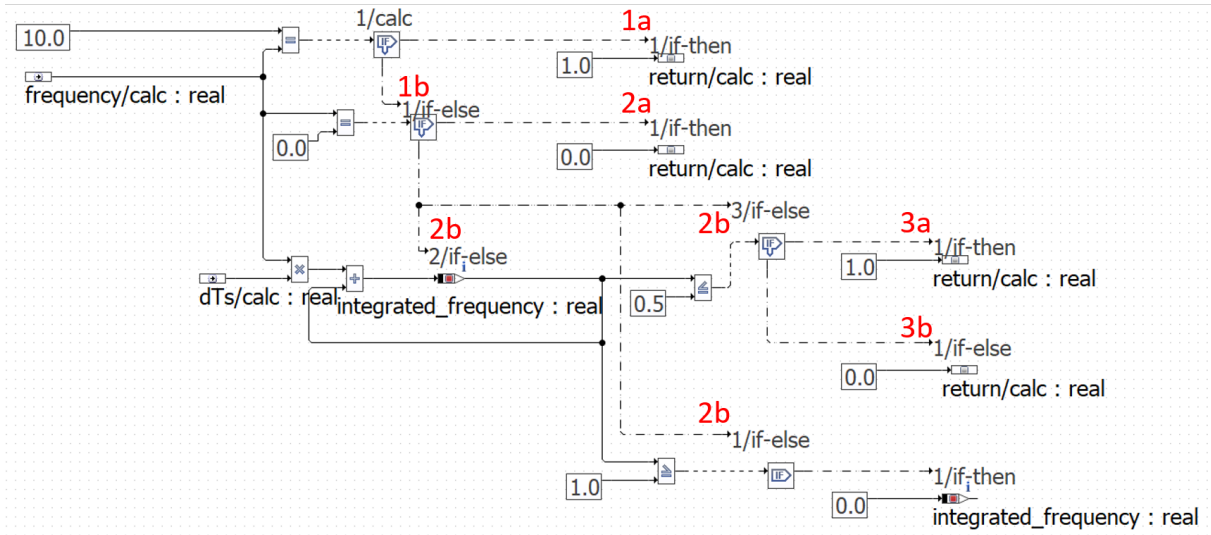 1/calc
1a
10.0
1/if-then
1.0
return/calc : real
frequency/calc : real
1b
1/if-else
2a
1/if-then
0.0
0.0
return/calc : real
3/if-else
2b
2b
3a
2/if-else
1/if-then
1.0
return/calc : real
dTs/calc : real
integrated_frequency : real
0.5
3b
1/if-else
0.0
return/calc : real
2b
1/if-else
1.0
1/if-then
0.0
integrated_frequency : real